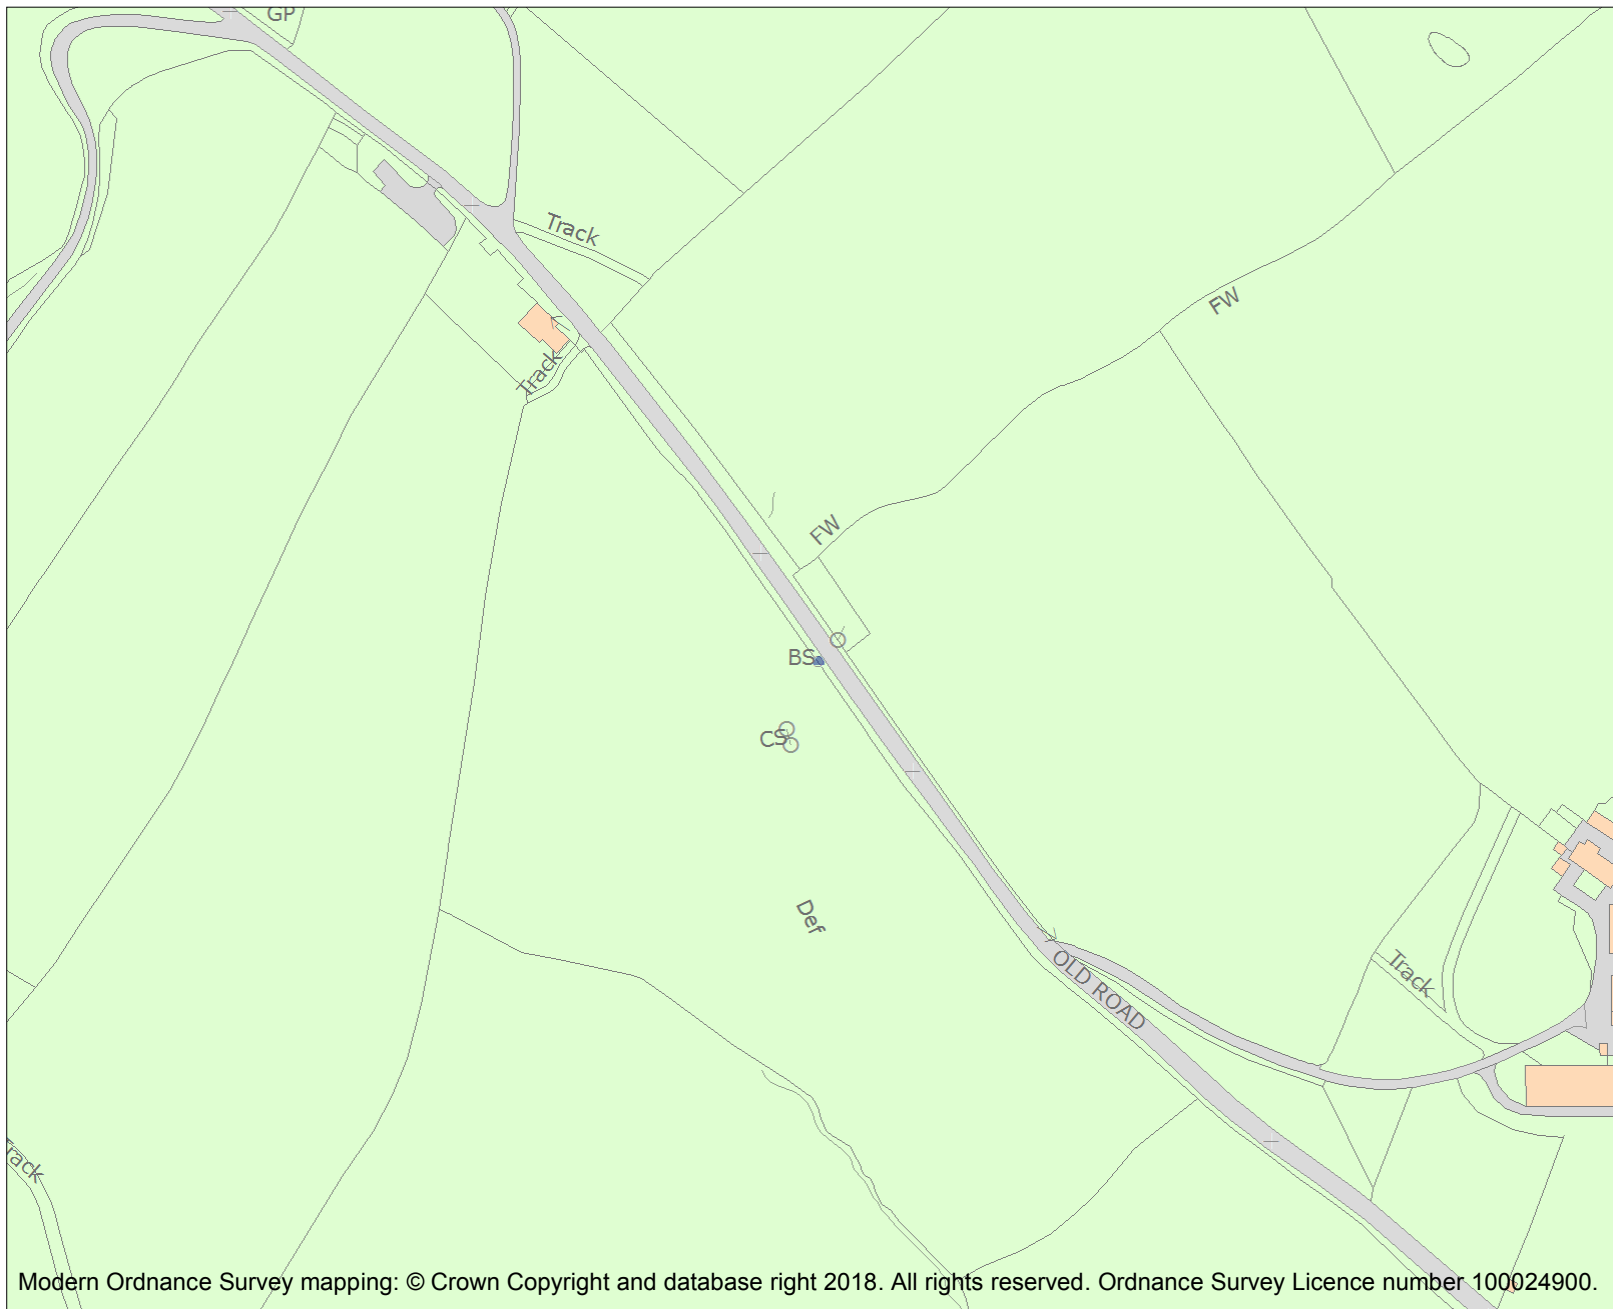 GP
Track
FW
Track
FW
BS
CS
Def
OLD ROAD
Track
rack
Modern Ordnance Survey mapping: © Crown Copyright and database right 2018. All rights reserved. Ordnance Survey Licence number 100024900.